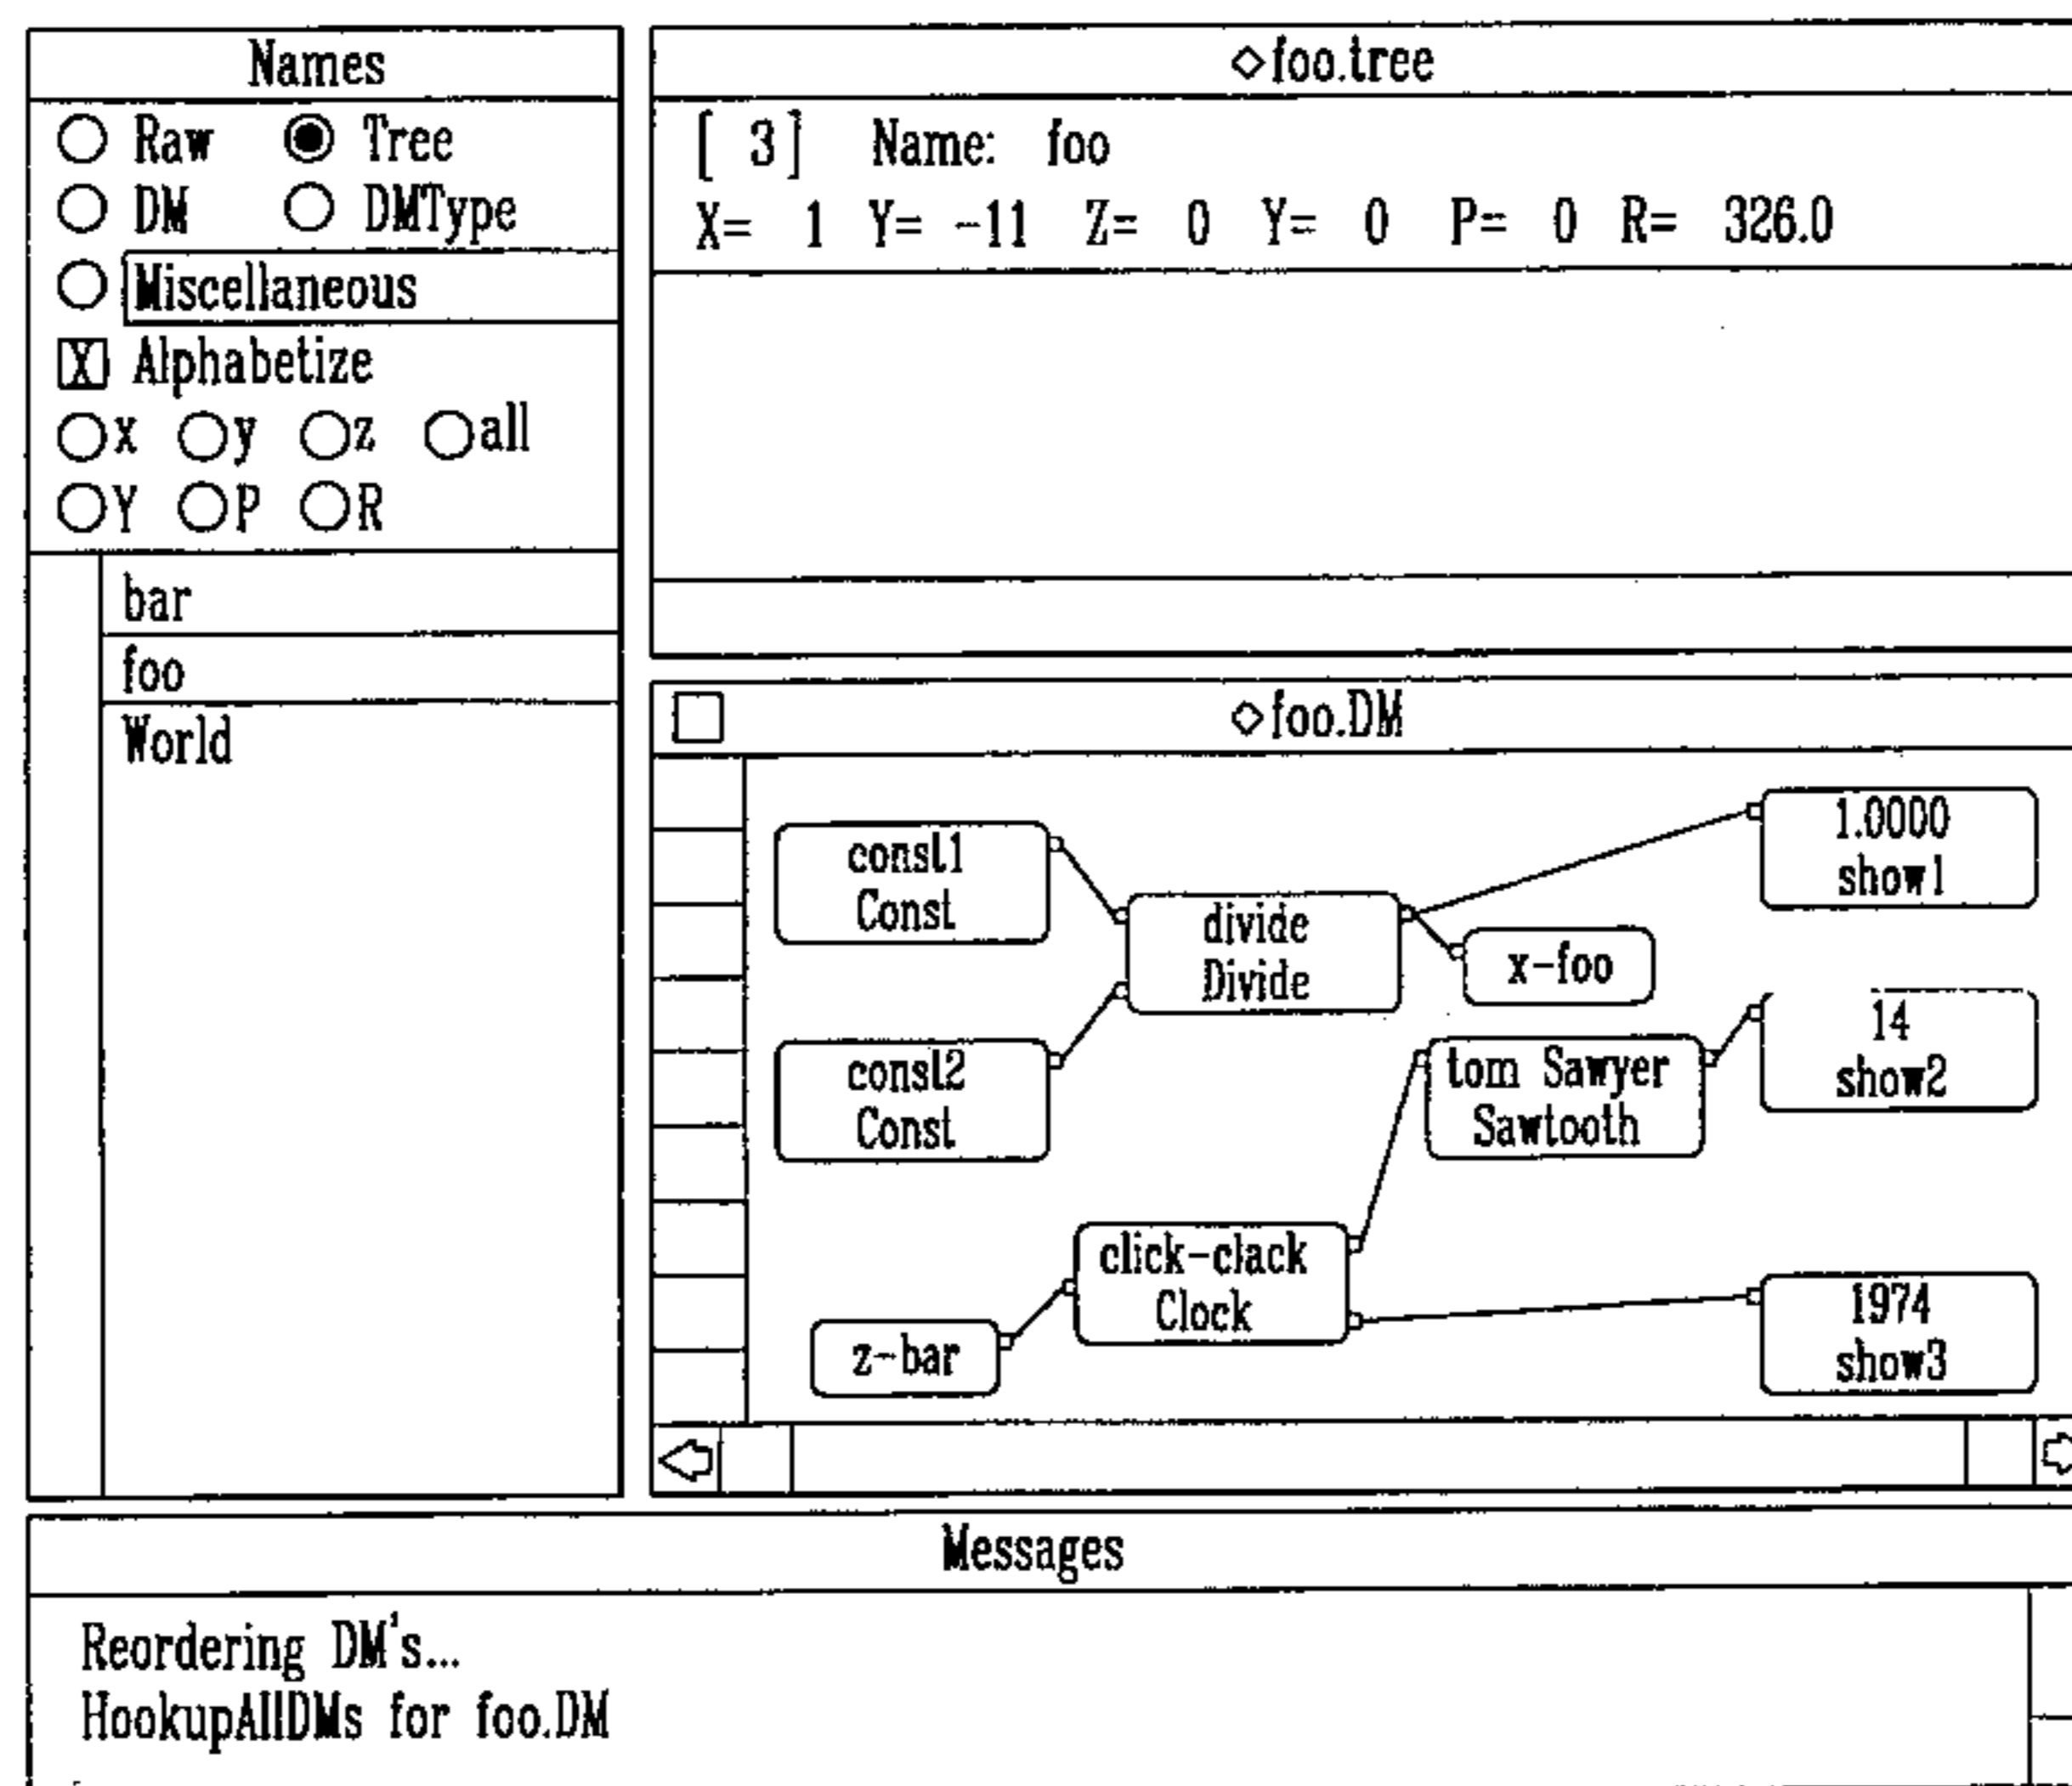 Names
Raw Tree
DM DMType
Miscellaneous
X Alphabetize
x y z all
Y P R
bar
foo
World
◇foo.tree
[ 3] Name: foo
X= 1 Y= -11 Z= 0 Y= 0 P= 0 R= 326.0
◇foo.DM
const1
Const
const2
Const
divide
Divide
x-foo
1.0000
show1
14
show2
tom Sawyer
Sawtooth
click-clack
Clock
z-bar
1974
show3
Messages
Reordering DM's...
HookupAllDMs for foo.DM